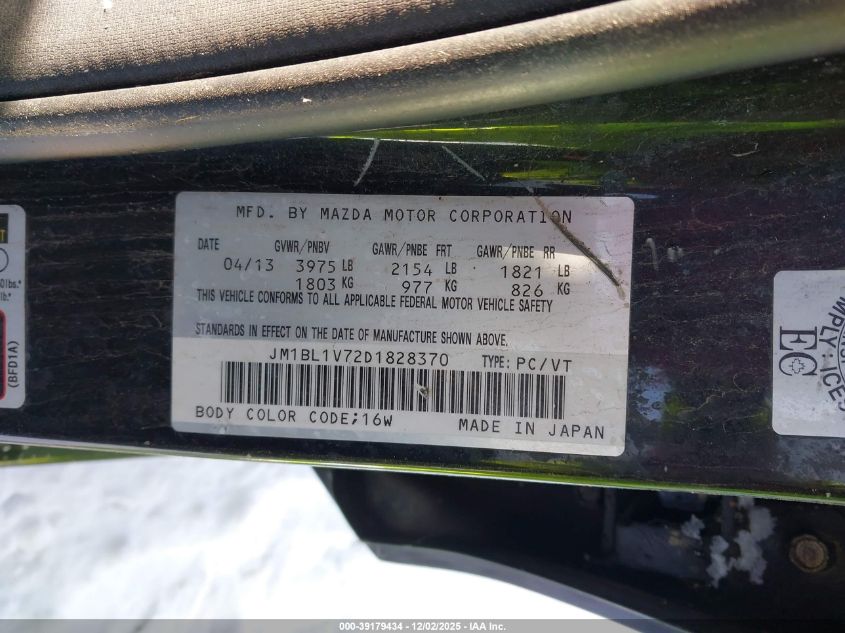 MFD. BY MAZDA MOTOR CORPORATION
DATE GVWR/PNBV GAWR/PNBE FRT GAWR/PNBE RR
04/13 3975 LB 2154 LB 1821 LB
1803 KG 977 KG 826 KG
THIS VEHICLE CONFORMS TO ALL APPLICABLE FEDERAL MOTOR VEHICLE SAFETY
STANDARDS IN EFFECT ON THE DATE OF MANUFACTURE SHOWN ABOVE.
JM1BL1V72D1828370 TYPE: PC/VT
BODY COLOR CODE;16W MADE IN JAPAN
(BFD1A)
EC
000-39179434 - 12/02/2025 - IAA Inc.